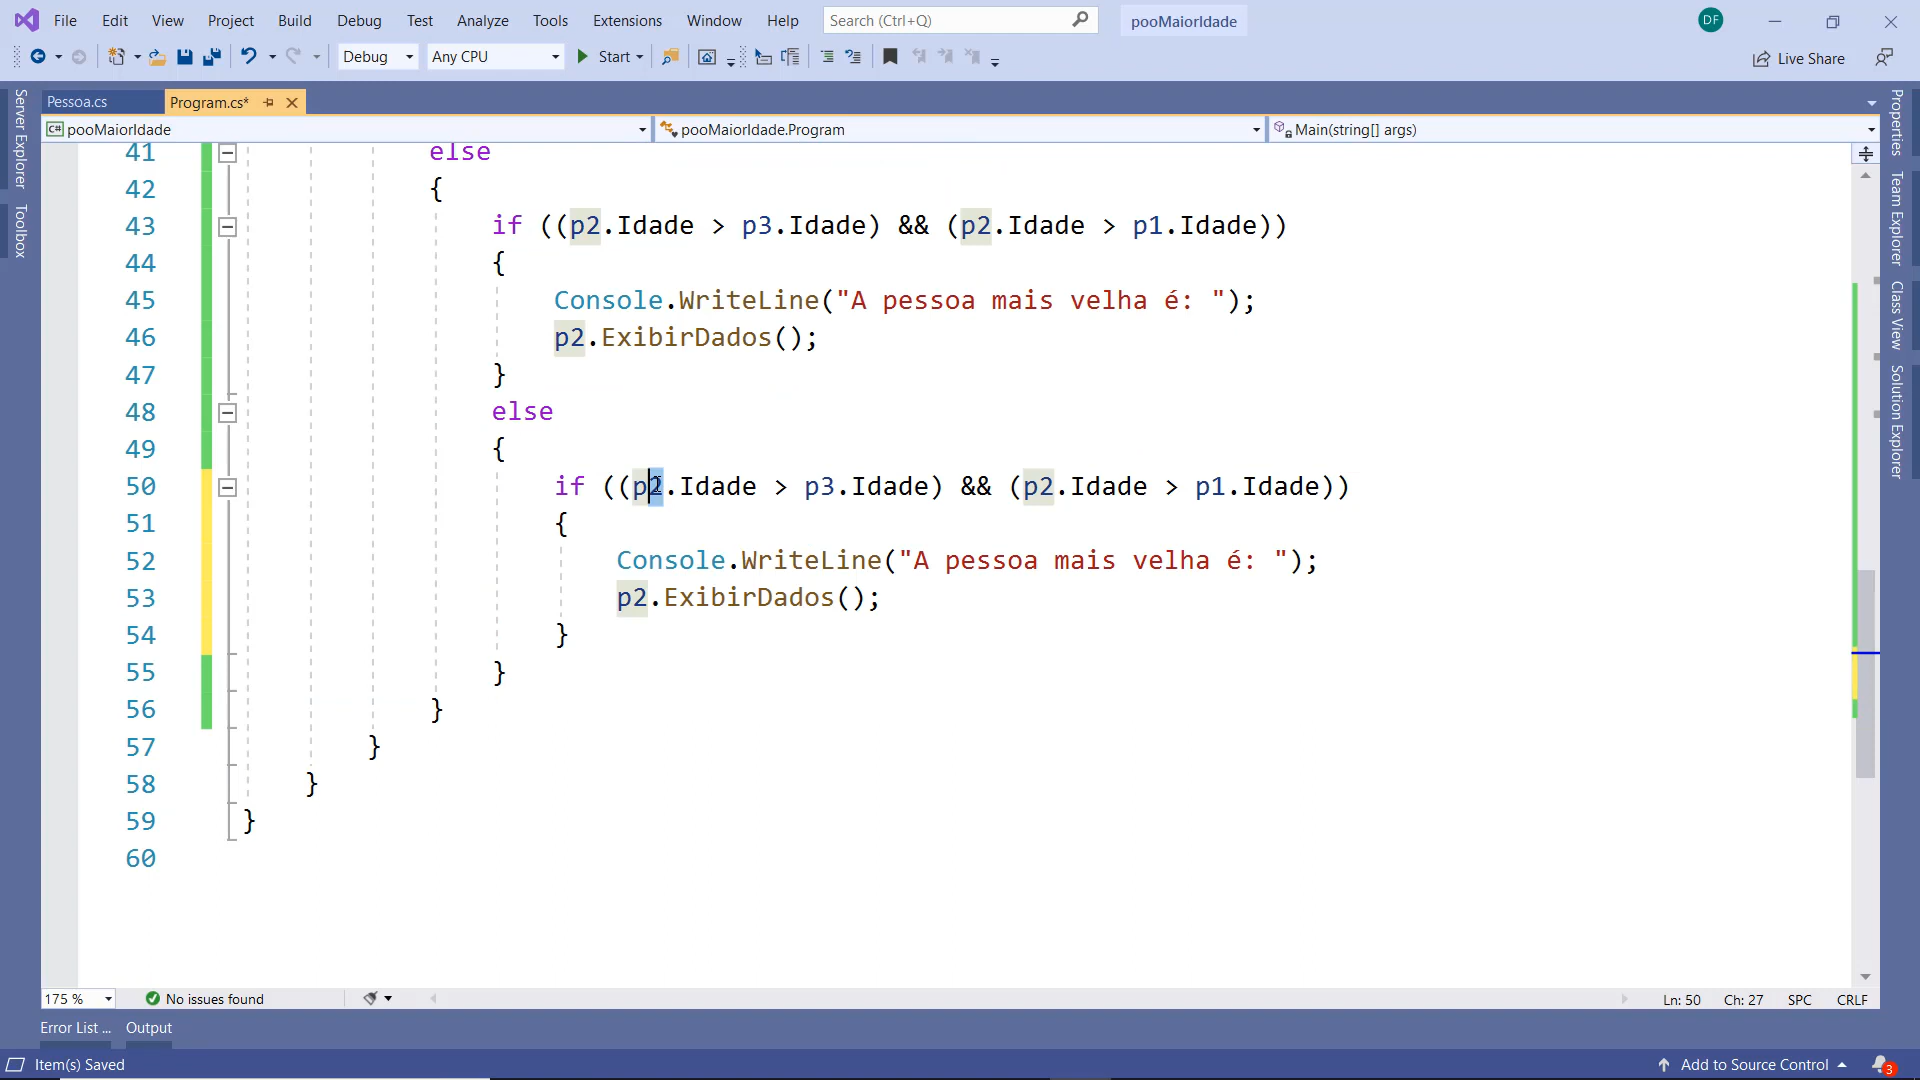 File Edit View Project Build Debug Test Analyze Tools Extensions Window Help Search (Ctrl+Q) pooMaiorIdade DF
Debug Any CPU Start Live Share
Pessoa.cs Program.cs*
C# pooMaiorIdade pooMaiorIdade.Program Main(string[] args)
Server Explorer
Toolbox
41 else
42 {
43 if ((p2.Idade > p3.Idade) && (p2.Idade > p1.Idade))
44 {
45 Console.WriteLine("A pessoa mais velha é: ");
46 p2.ExibirDados();
47 }
48 else
49 {
50 if ((p2.Idade > p3.Idade) && (p2.Idade > p1.Idade))
51 {
52 Console.WriteLine("A pessoa mais velha é: ");
53 p2.ExibirDados();
54 }
55 }
56 }
57 }
58 }
59 }
60
Properties
Team Explorer
Class View
Solution Explorer
175 % No issues found Ln: 50 Ch: 27 SPC CRLF
Error List ... Output
Item(s) Saved Add to Source Control 3